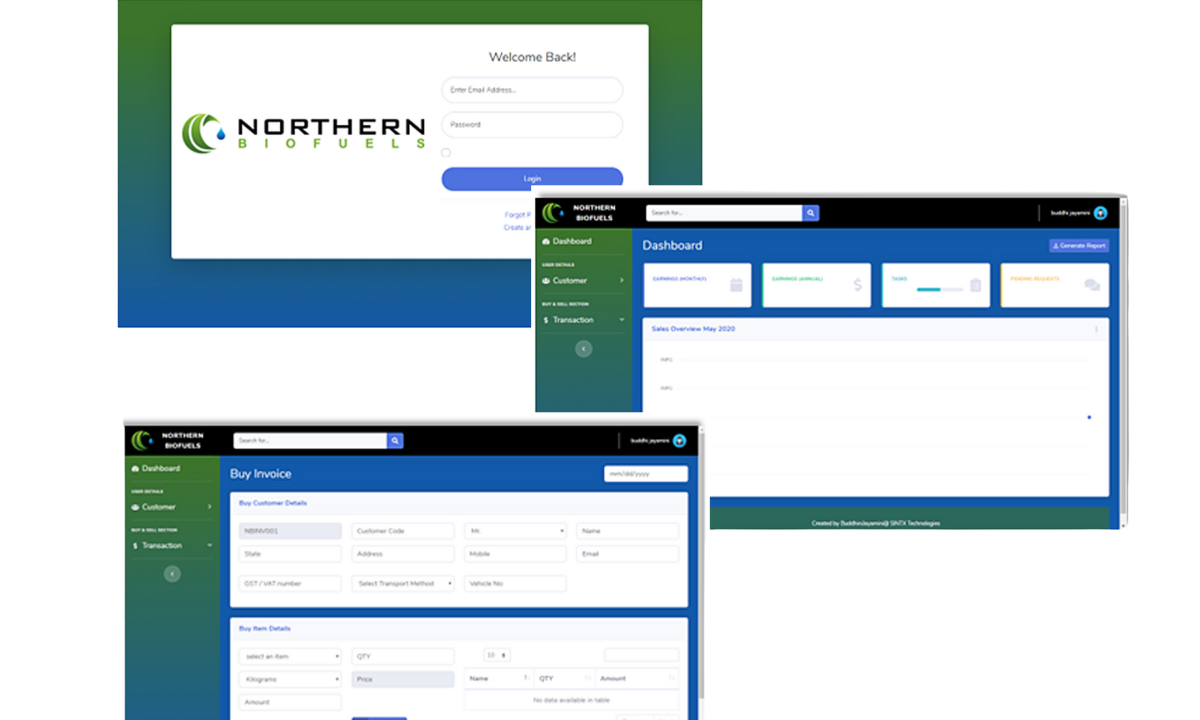 Welcome Back!
Enter Email Address...
NORTHERN
BIOFUELS
Password
Login
Forgot P
Create an
NORTHERN
BIOFUELS
Search for...
buddhi jayamini
Dashboard
USER DETAILS
Customer
BUY & SELL SECTION
Transaction
Dashboard
Generate Report
EARNINGS (MONTHLY)
EARNINGS (ANNUAL)
TASKS
PENDING REQUESTS
Sales Overview May 2020
Created by BuddhiniJayamini@ SINTX Technologies
NORTHERN
BIOFUELS
Search for...
buddhi jayamini
Dashboard
USER DETAILS
Customer
BUY & SELL SECTION
Transaction
Buy Invoice
mm/dd/yyyy
Buy Customer Details
NBINV001
Customer Code
Mr.
Name
State
Address
Mobile
Email
GST / VAT number
Select Transport Method
Vehicle No
Buy Item Details
select an item
QTY
10
Kilograms
Price
Name
QTY
Amount
Amount
No data available in table